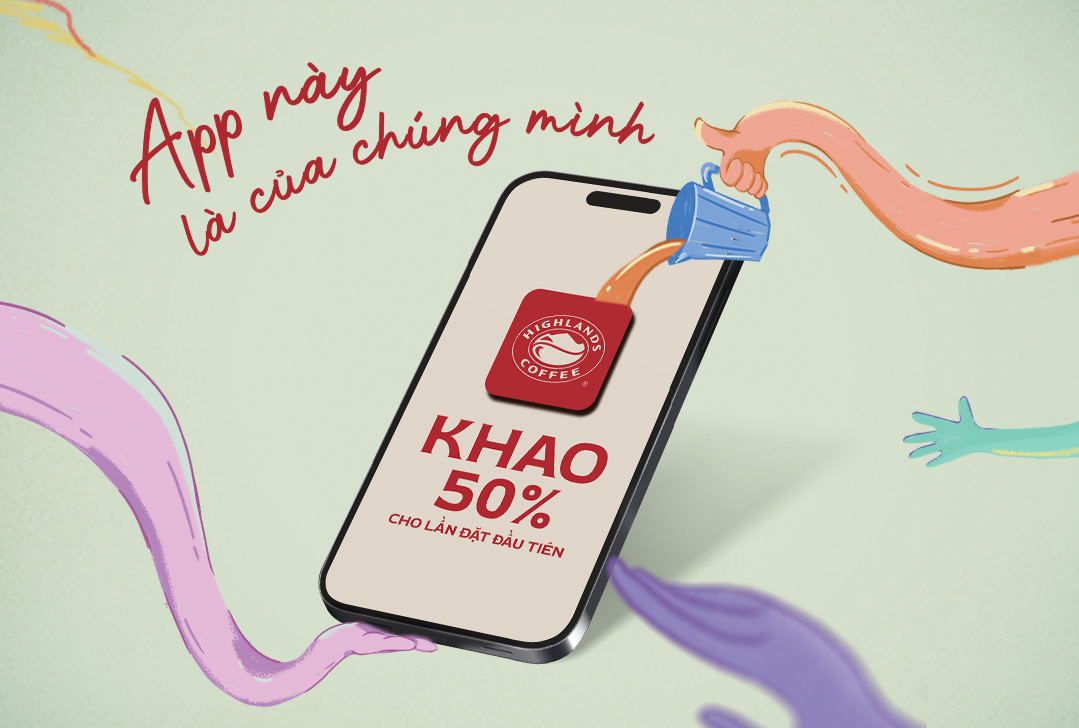 App này
là của chúng mình
HIGHLANDS
COFFEE
®
KHAO
50%
CHO LẦN ĐẶT ĐẦU TIÊN